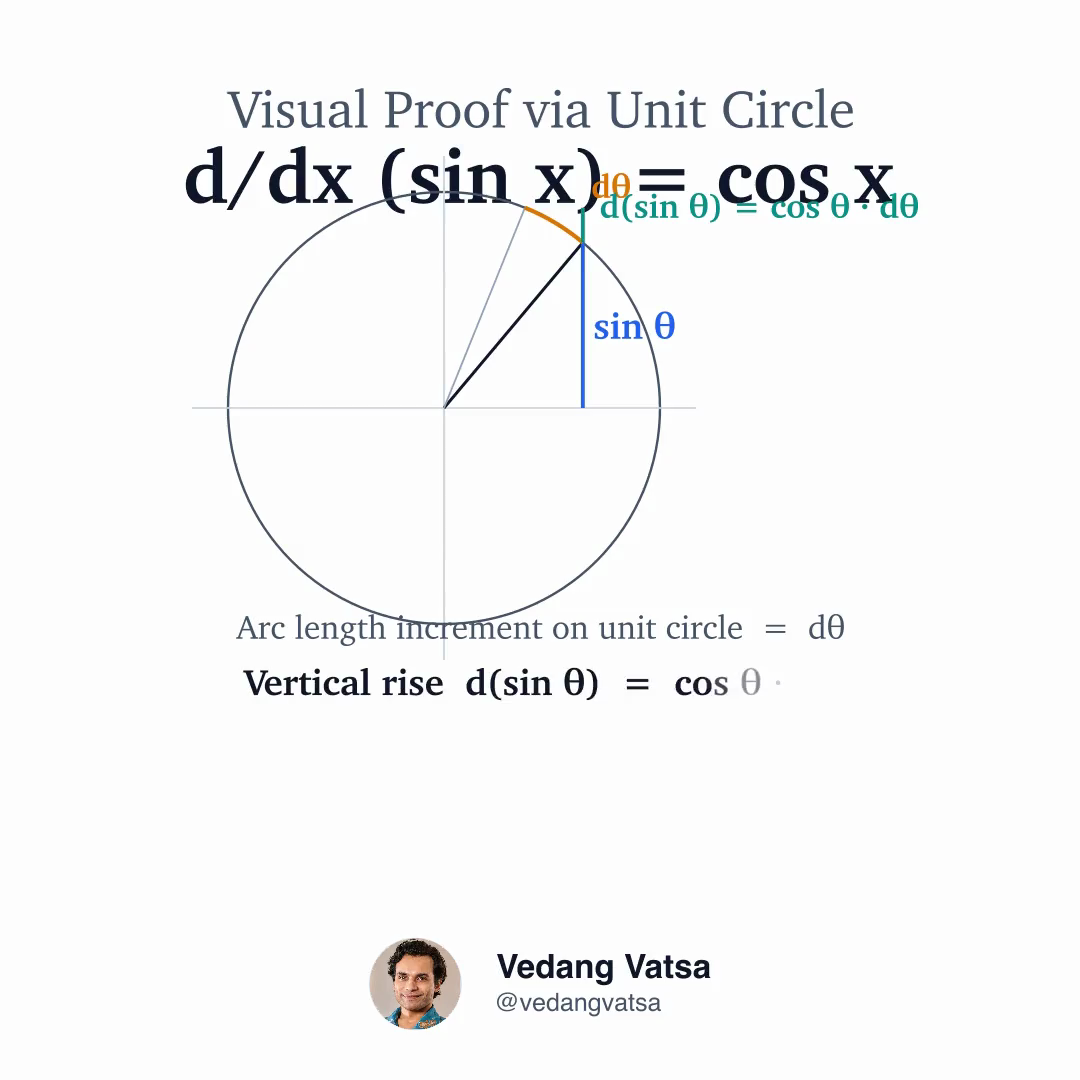 Visual Proof via Unit Circle
d/dx (sin x) = cos x
dθ
d(sin θ) = cos θ · dθ
sin θ
Arc length increment on unit circle = dθ
Vertical rise d(sin θ) = cos θ ·
Vedang Vatsa
@vedangvatsa